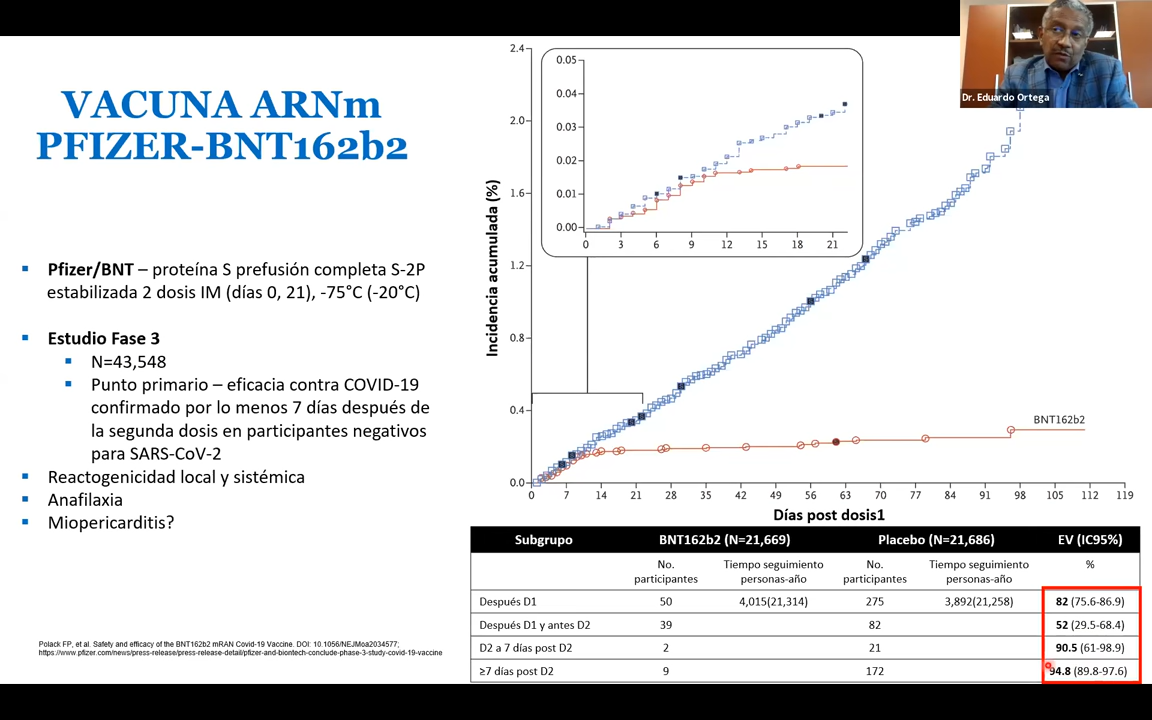 VACUNA ARNm
PFIZER-BNT162b2
Pfizer/BNT – proteína S prefusión completa S-2P
estabilizada 2 dosis IM (días 0, 21), -75°C (-20°C)
Estudio Fase 3
N=43,548
Punto primario – eficacia contra COVID-19
confirmado por lo menos 7 días después de
la segunda dosis en participantes negativos
para SARS-CoV-2
Reactogenicidad local y sistémica
Anafilaxia
Miopericarditis?
Polack FP, et al. Safety and efficacy of the BNT162b2 mRAN Covid-19 Vaccine. DOI: 10.1056/NEJMoa2034577;
https://www.pfizer.com/news/press-release/press-release-detail/pfizer-and-biontech-conclude-phase-3-study-covid-19-vaccine
Dr. Eduardo Ortega
Incidencia acumulada (%)
2.4
2.0
1.6
1.2
0.8
0.4
0.0
0.05
0.04
0.03
0.02
0.01
0.00
0 3 6 9 12 15 18 21
BNT162b2
0 7 14 21 28 35 42 49 56 63 70 77 84 91 98 105 112 119
Días post dosis1
Subgrupo BNT162b2 (N=21,669) Placebo (N=21,686) EV (IC95%)
No. participantes Tiempo seguimiento personas-año No. participantes Tiempo seguimiento personas-año %
Después D1 50 4,015(21,314) 275 3,892(21,258) 82 (75.6-86.9)
Después D1 y antes D2 39 82 52 (29.5-68.4)
D2 a 7 días post D2 2 21 90.5 (61-98.9)
≥7 días post D2 9 172 94.8 (89.8-97.6)